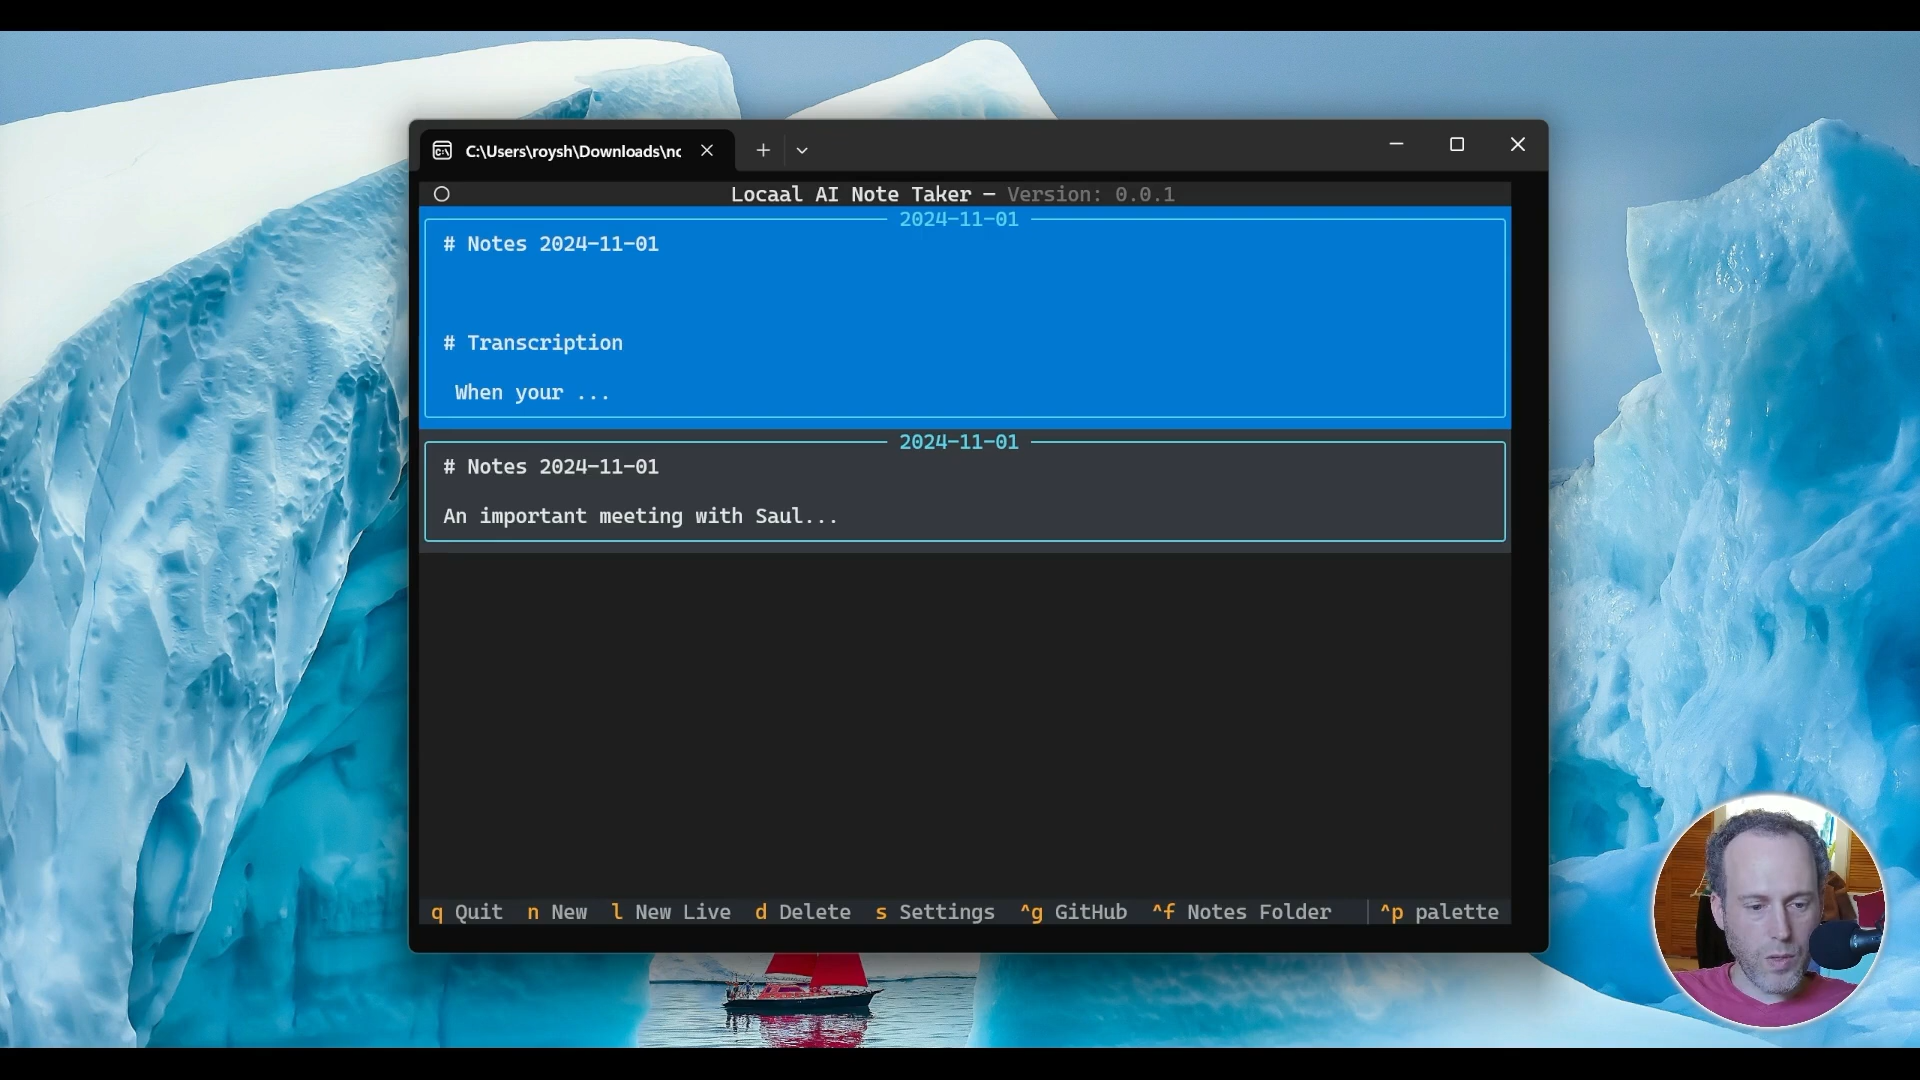 C:\Users\roysh\Downloads\nc
Locaal AI Note Taker — Version: 0.0.1
2024-11-01
# Notes 2024-11-01
# Transcription
When your ...
2024-11-01
# Notes 2024-11-01
An important meeting with Saul...
q Quit n New l New Live d Delete s Settings ^g GitHub ^f Notes Folder ^p palette